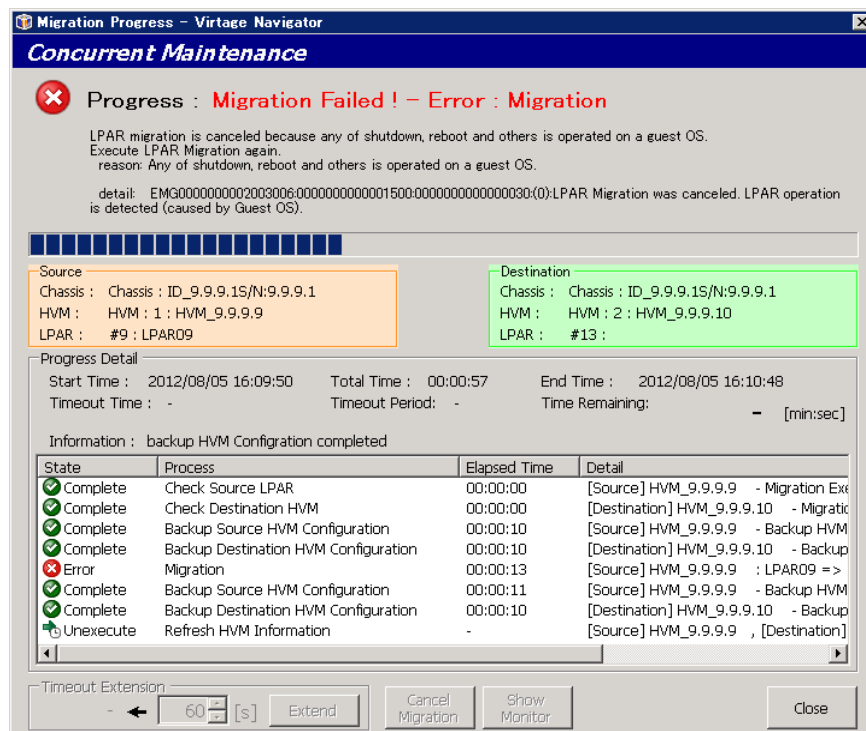 Migration Progress - Virtage Navigator
Concurrent Maintenance
Progress : Migration Failed ! - Error : Migration
LPAR migration is canceled because any of shutdown, reboot and others is operated on a guest OS.
Execute LPAR Migration again.
reason: Any of shutdown, reboot and others is operated on a guest OS.
detail: EMG0000000002003006:0000000000001500:0000000000000030:(0):LPAR Migration was canceled. LPAR operation
is detected (caused by Guest OS).
Source
Chassis : Chassis : ID_9.9.9.1S/N:9.9.9.1
HVM : HVM : 1 : HVM_9.9.9.9
LPAR : #9 : LPAR09
Destination
Chassis : Chassis : ID_9.9.9.1S/N:9.9.9.1
HVM : HVM : 2 : HVM_9.9.9.10
LPAR : #13 :
Progress Detail
Start Time : 2012/08/05 16:09:50 Total Time : 00:00:57 End Time : 2012/08/05 16:10:48
Timeout Time : - Timeout Period: - Time Remaining: - [min:sec]
Information : backup HVM Configration completed
State Process Elapsed Time Detail
Complete Check Source LPAR 00:00:00 [Source] HVM_9.9.9.9 - Migration Exe
Complete Check Destination HVM 00:00:00 [Destination] HVM_9.9.9.10 - Migratic
Complete Backup Source HVM Configuration 00:00:10 [Source] HVM_9.9.9.9 - Backup HVM
Complete Backup Destination HVM Configuration 00:00:10 [Destination] HVM_9.9.9.10 - Backup
Error Migration 00:00:13 [Source] HVM_9.9.9.9 : LPAR09 =>
Complete Backup Source HVM Configuration 00:00:11 [Source] HVM_9.9.9.9 - Backup HVM
Complete Backup Destination HVM Configuration 00:00:10 [Destination] HVM_9.9.9.10 - Backup
Unexecute Refresh HVM Information - [Source] HVM_9.9.9.9 , [Destination]
Timeout Extension
- 60 [s] Extend
Cancel
Migration
Show
Monitor
Close